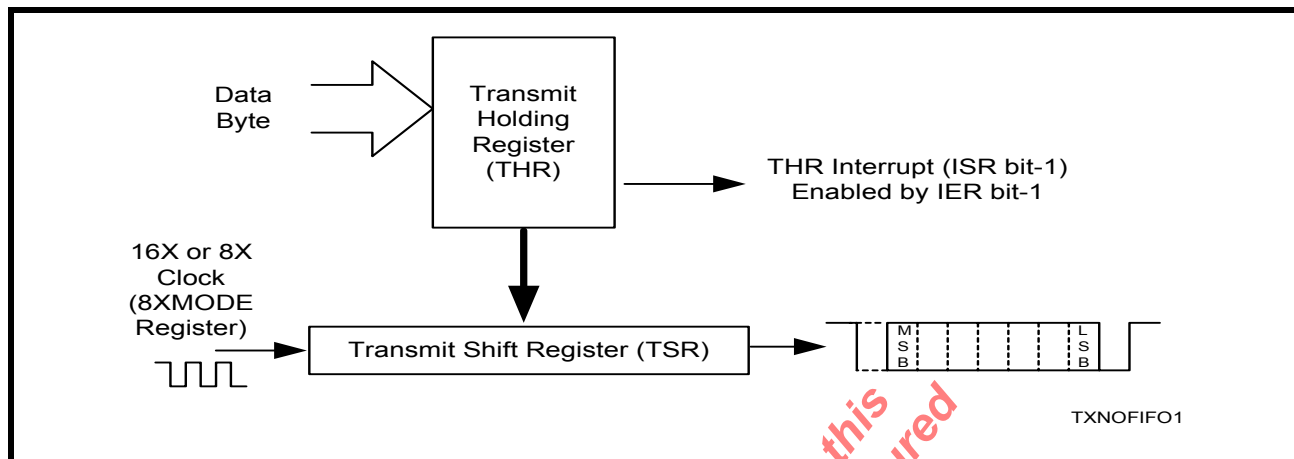 Data
Byte
Transmit
Holding
Register
(THR)
THR Interrupt (ISR bit-1)
Enabled by IER bit-1
16X or 8X
Clock
(8XMODE
Register)
Transmit Shift Register (TSR)
M
S
B
L
S
B
this
ured
TXNOFIFO1